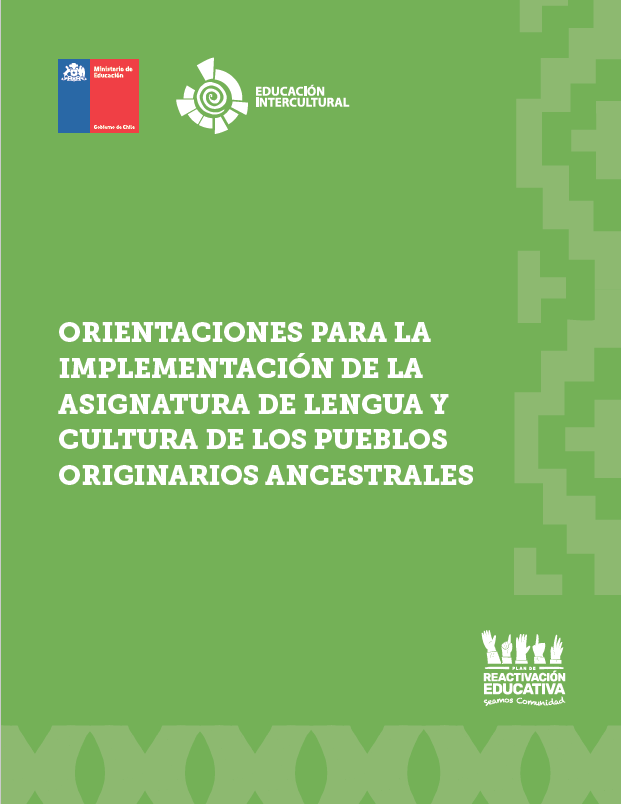 Ministerio de
Educación
Gobierno de Chile
EDUCACIÓN
INTERCULTURAL
ORIENTACIONES PARA LA
IMPLEMENTACIÓN DE LA
ASIGNATURA DE LENGUA Y
CULTURA DE LOS PUEBLOS
ORIGINARIOS ANCESTRALES
PLAN DE
REACTIVACIÓN
EDUCATIVA
Seamos Comunidad